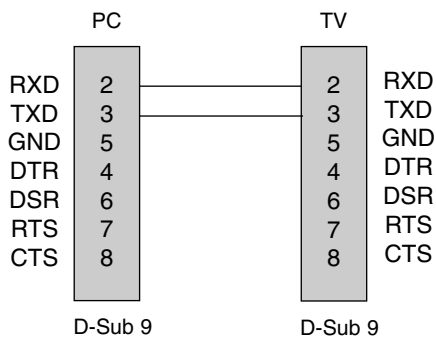 PC TV
RXD 2 2 RXD
TXD 3 3 TXD
GND 5 5 GND
DTR 4 4 DTR
DSR 6 6 DSR
RTS 7 7 RTS
CTS 8 8 CTS
D-Sub 9 D-Sub 9